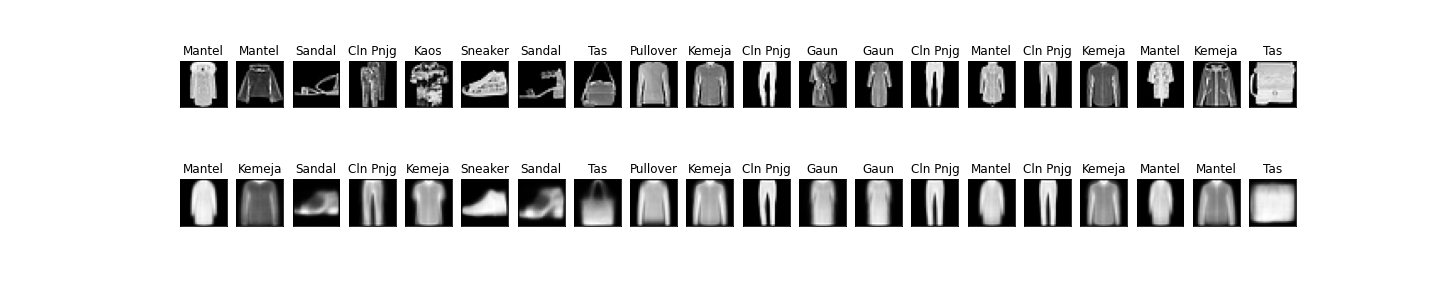 Mantel Mantel Sandal Cln Pnjg Kaos Sneaker Sandal Tas Pullover Kemeja Cln Pnjg Gaun Gaun Cln Pnjg Mantel Cln Pnjg Kemeja Mantel Kemeja Tas
Mantel Kemeja Sandal Cln Pnjg Kemeja Sneaker Sandal Tas Pullover Kemeja Cln Pnjg Gaun Gaun Cln Pnjg Mantel Cln Pnjg Kemeja Mantel Mantel Tas